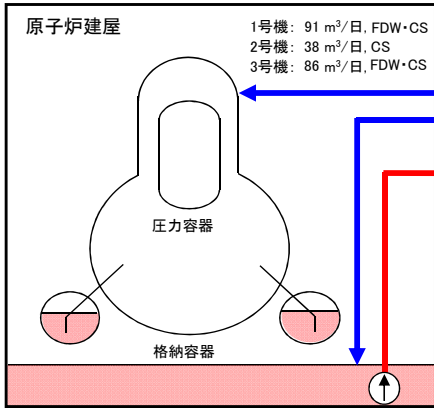 原子炉建屋
1号機: 91 m³/日, FDW・CS
2号機: 38 m³/日, CS
3号機: 86 m³/日, FDW・CS
圧力容器
格納容器